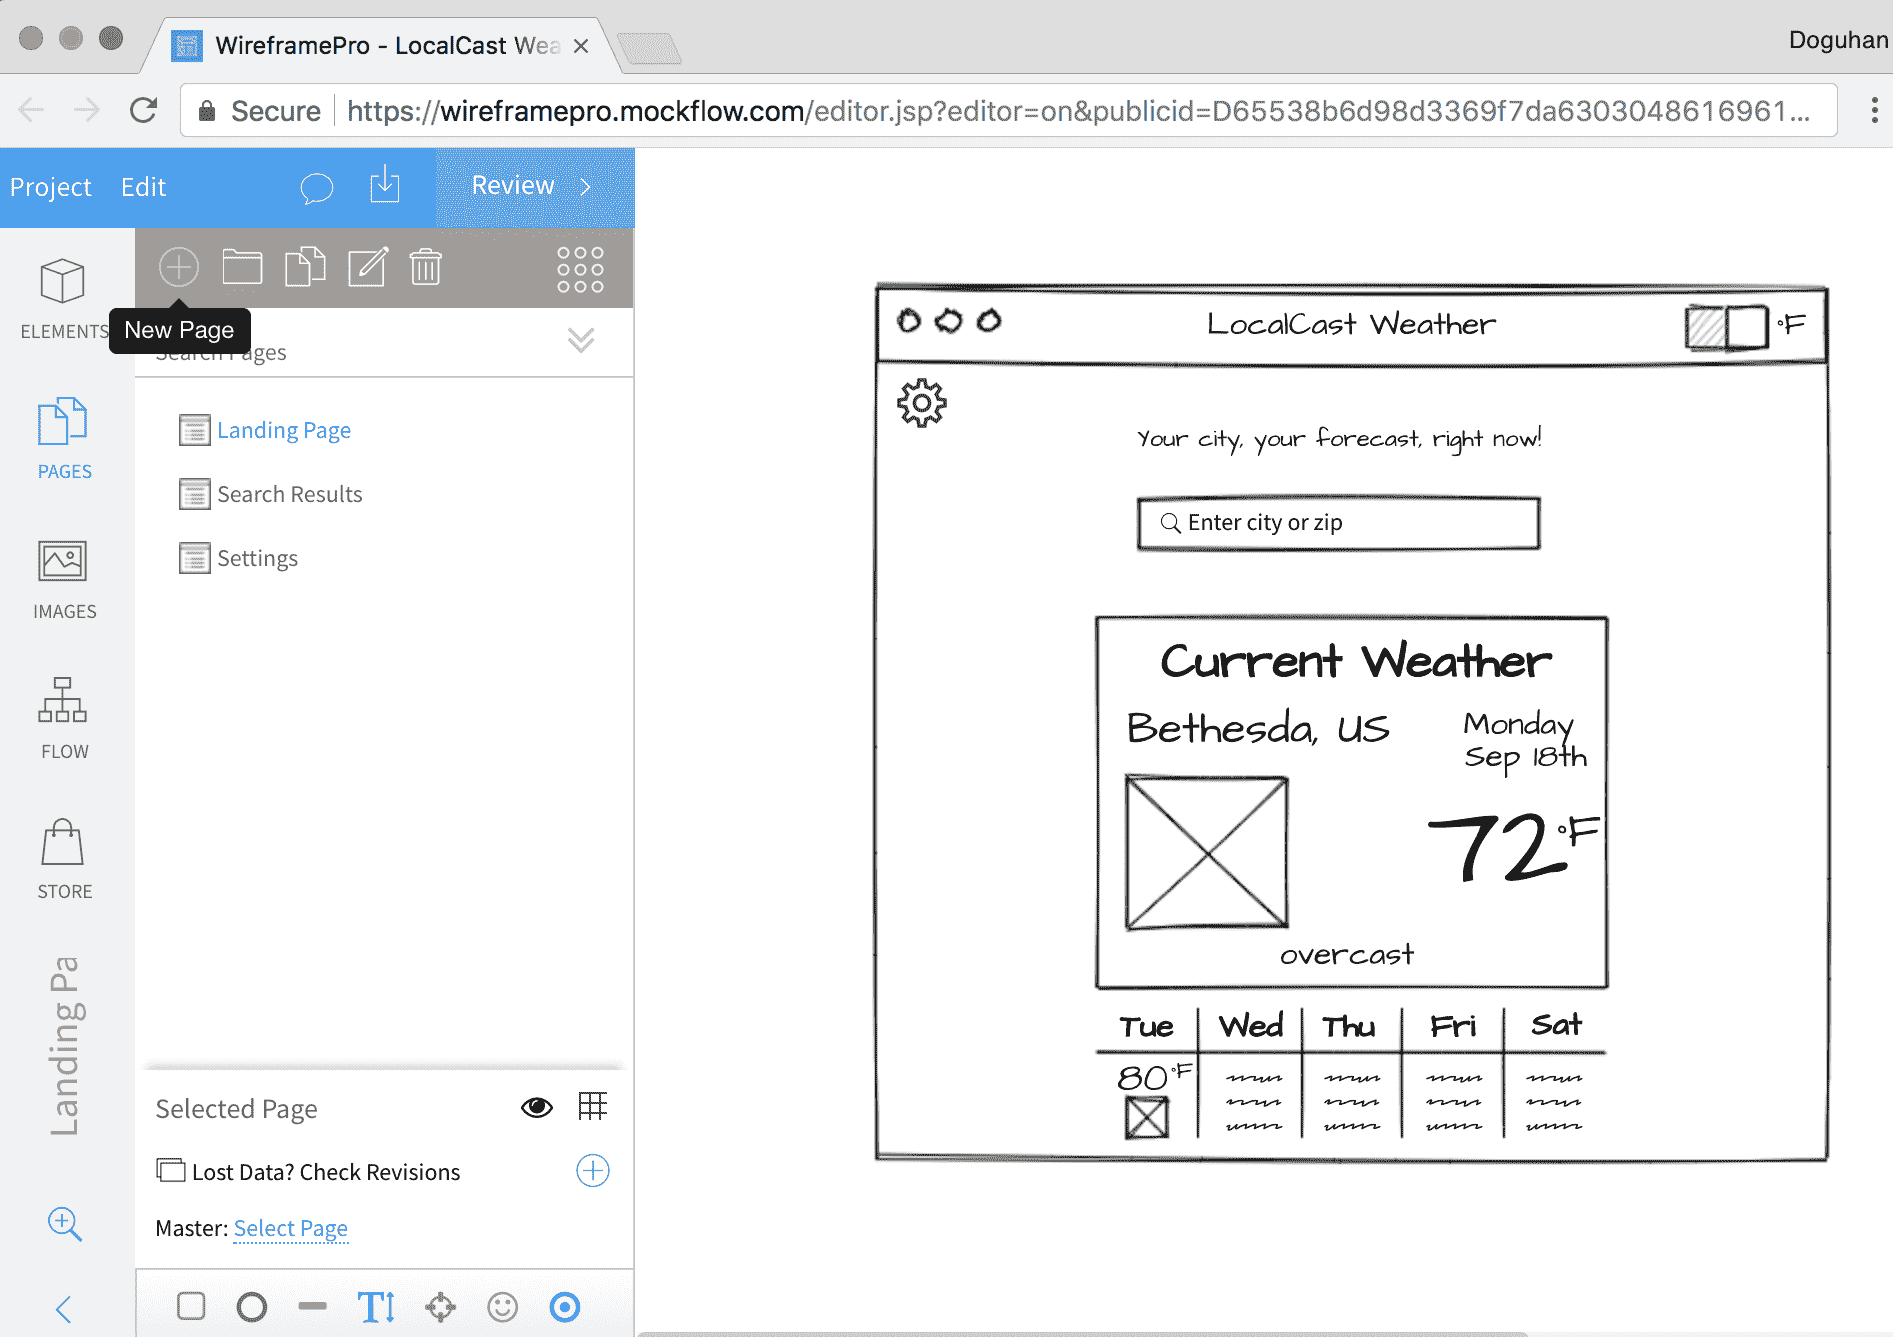 WireframePro - LocalCast Wea
Doguhan
Secure
https://wireframepro.mockflow.com/editor.jsp?editor=on&publicid=D65538b6d98d3369f7da6303048616961...
Project Edit
Review
ELEMENTS
New Page
Search Pages
PAGES
IMAGES
FLOW
STORE
Landing Pa
Landing Page
Search Results
Settings
Selected Page
Lost Data? Check Revisions
Master: Select Page
T
LocalCast Weather
°F
Your city, your forecast, right now!
Enter city or zip
Current Weather
Bethesda, US
Monday
Sep 18th
72°F
overcast
Tue Wed Thu Fri Sat
80°F